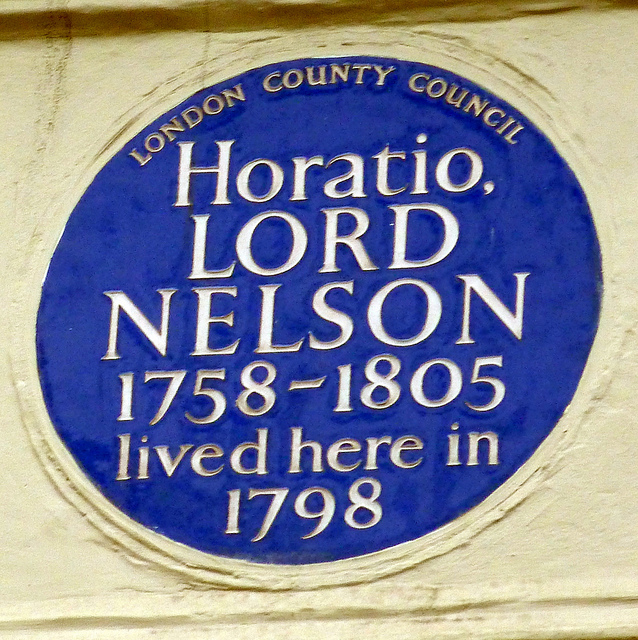 LONDON COUNTY COUNCIL
Horatio,
LORD
NELSON
1758-1805
lived here in
1798